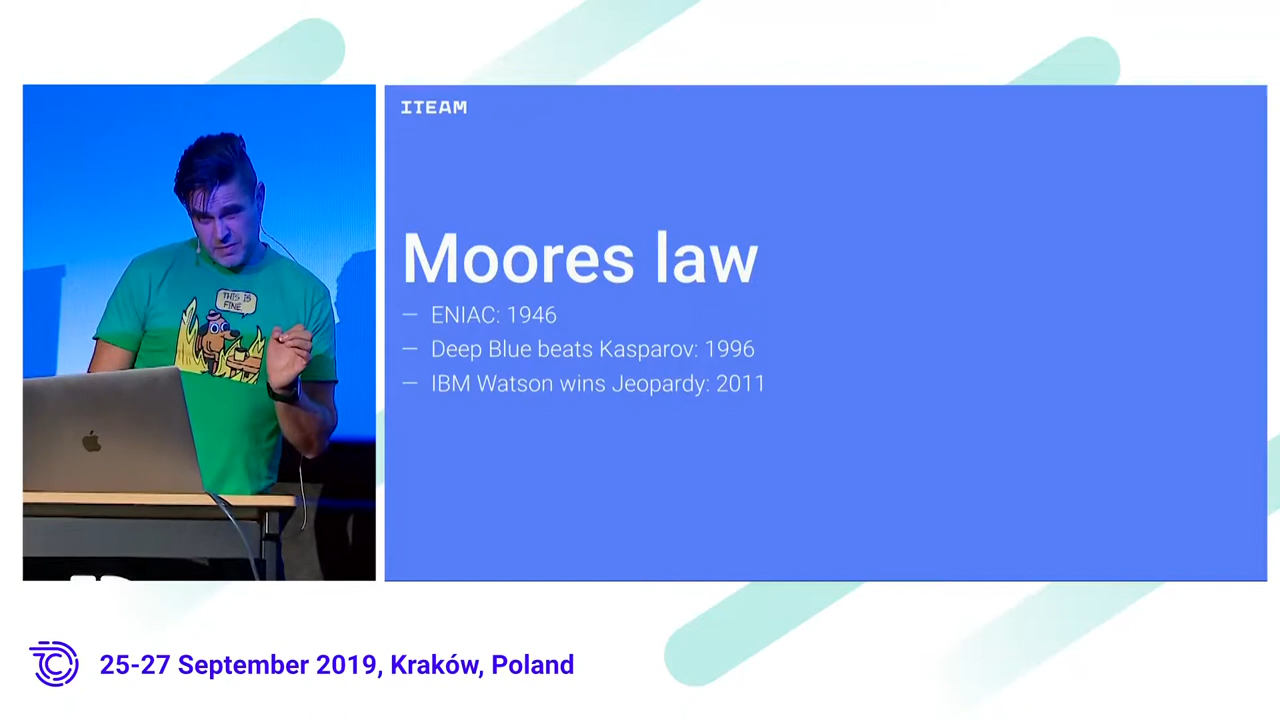 THIS IS
FINE
ITEAM
Moores law
— ENIAC: 1946
— Deep Blue beats Kasparov: 1996
— IBM Watson wins Jeopardy: 2011
25-27 September 2019, Kraków, Poland